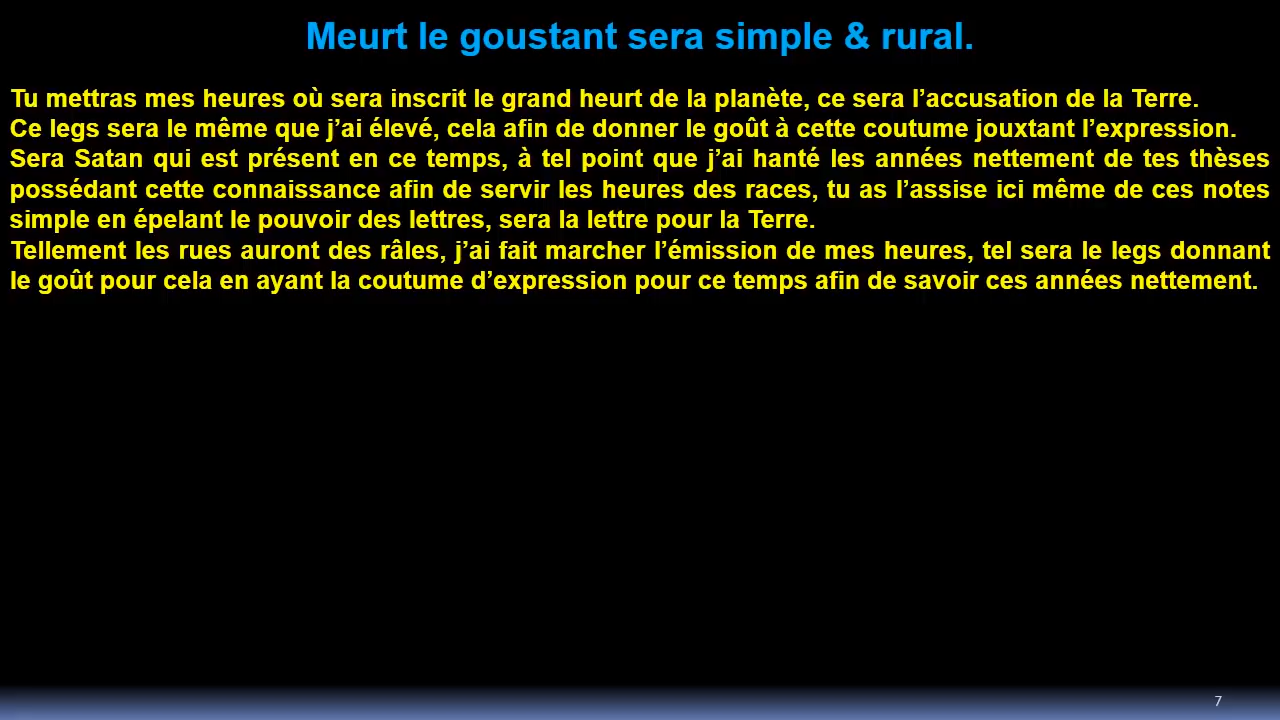 Meurt le goustant sera simple & rural.
Tu mettras mes heures où sera inscrit le grand heurt de la planète, ce sera l’accusation de la Terre.
Ce legs sera le même que j’ai élevé, cela afin de donner le goût à cette coutume jouxtant l’expression.
Sera Satan qui est présent en ce temps, à tel point que j’ai hanté les années nettement de tes thèses
possédant cette connaissance afin de servir les heures des races, tu as l’assise ici même de ces notes
simple en épelant le pouvoir des lettres, sera la lettre pour la Terre.
Tellement les rues auront des râles, j’ai fait marcher l’émission de mes heures, tel sera le legs donnant
le goût pour cela en ayant la coutume d’expression pour ce temps afin de savoir ces années nettement.
7